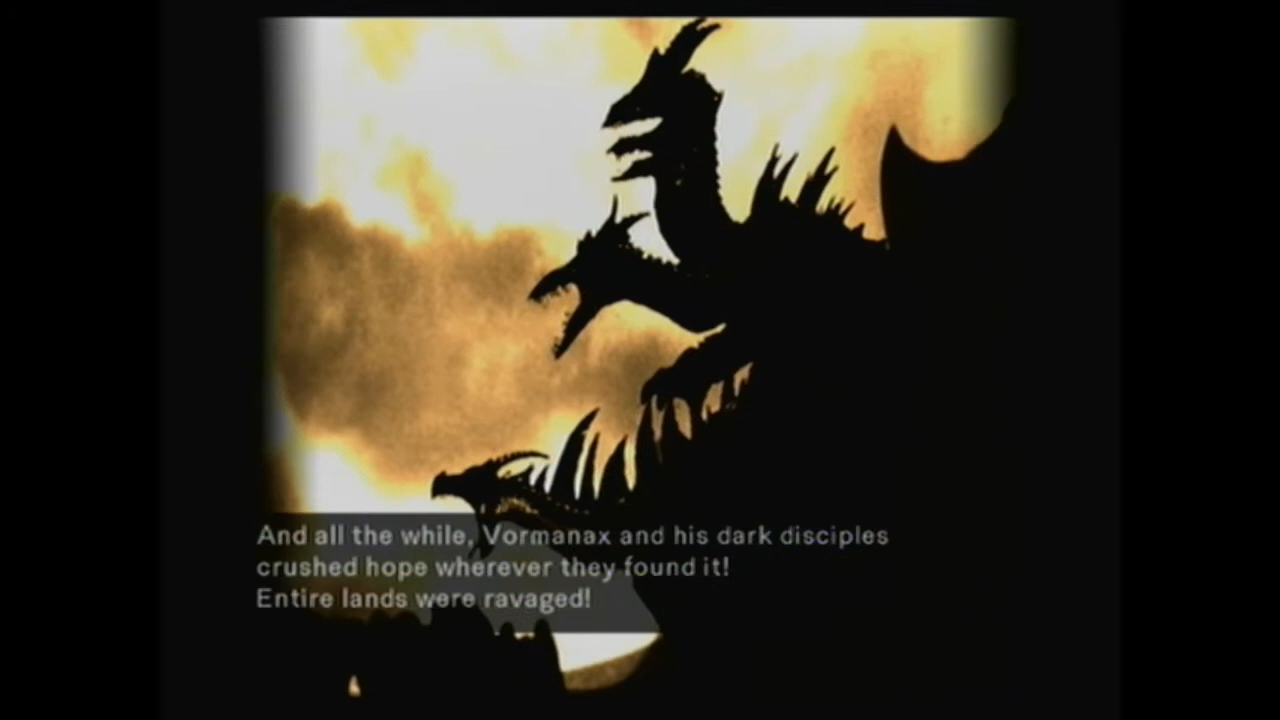 And all the while, Vormanax and his dark disciples
crushed hope wherever they found it!
Entire lands were ravaged!